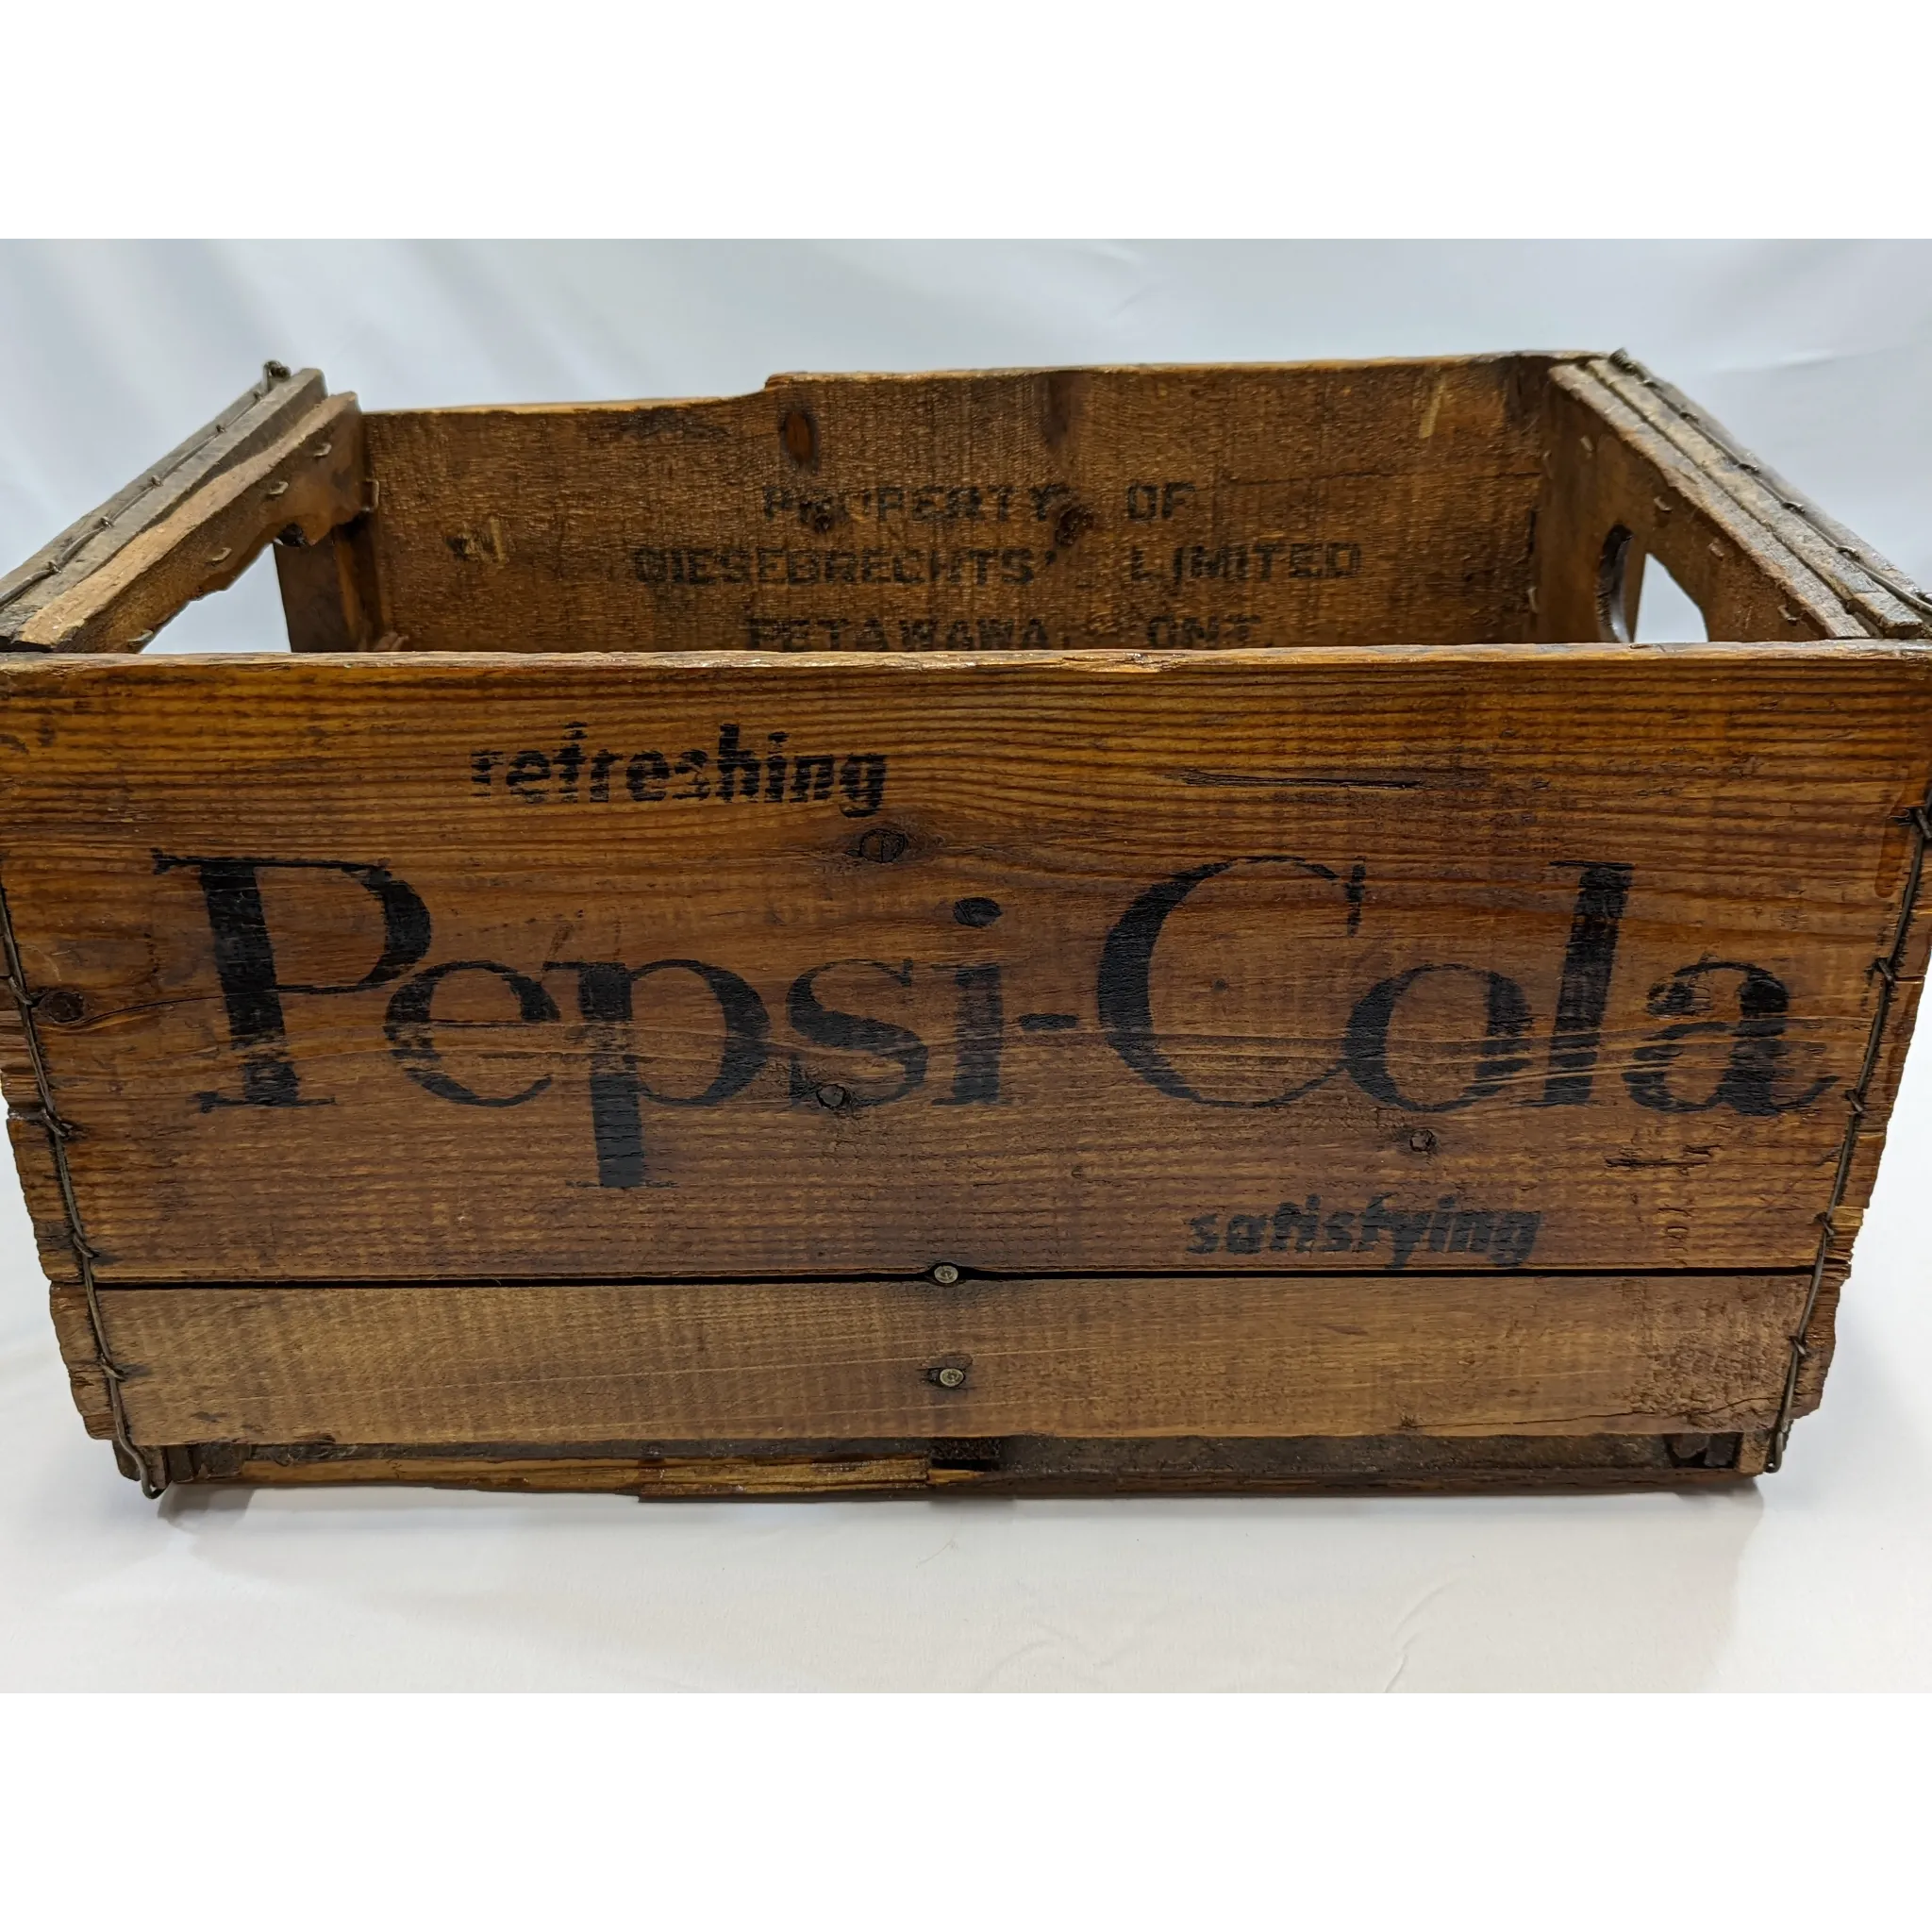 PROPERTY OF
GIESEBRECHTS' LIMITED
PETAWAWA, ONT.
refreshing
Pepsi-Cola
satisfying